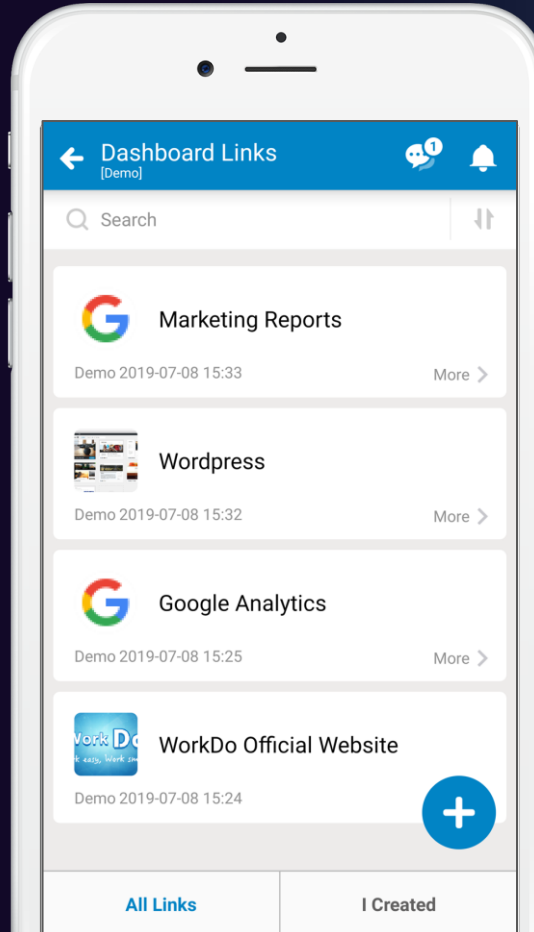 Dashboard Links
1
[Demo]
Search
Marketing Reports
Demo 2019-07-08 15:33
More
Wordpress
Demo 2019-07-08 15:32
More
Google Analytics
Demo 2019-07-08 15:25
More
WorkDo Official Website
Demo 2019-07-08 15:24
All Links
I Created